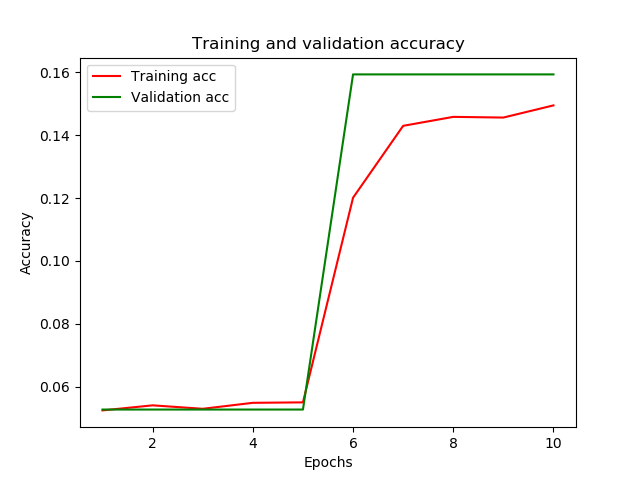 Training and validation accuracy
Training acc
Validation acc
0.16
0.14
0.12
0.10
0.08
0.06
Accuracy
2 4 6 8 10
Epochs